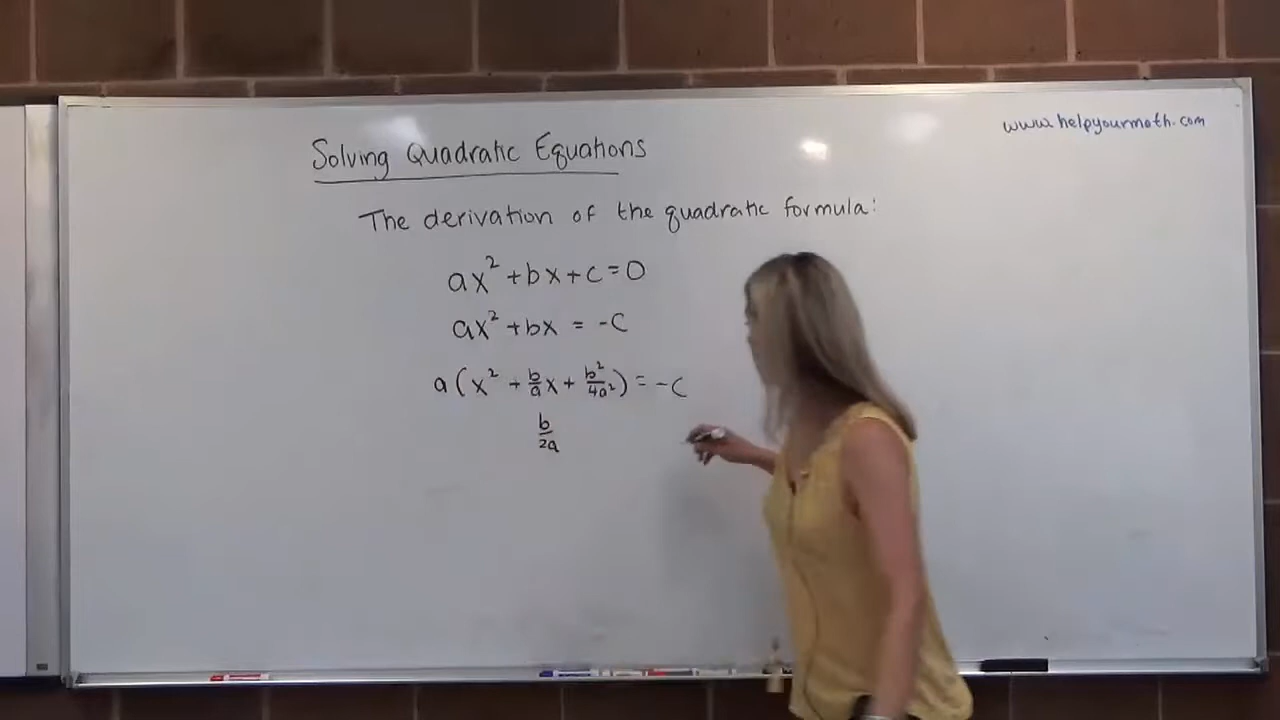 www.helpyourmath.com
Solving Quadratic Equations
The derivation of the quadratic formula:
ax² + bx + c = 0
ax² + bx = -c
a(x² + b/a x + b²/4a²) = -c
b/2a